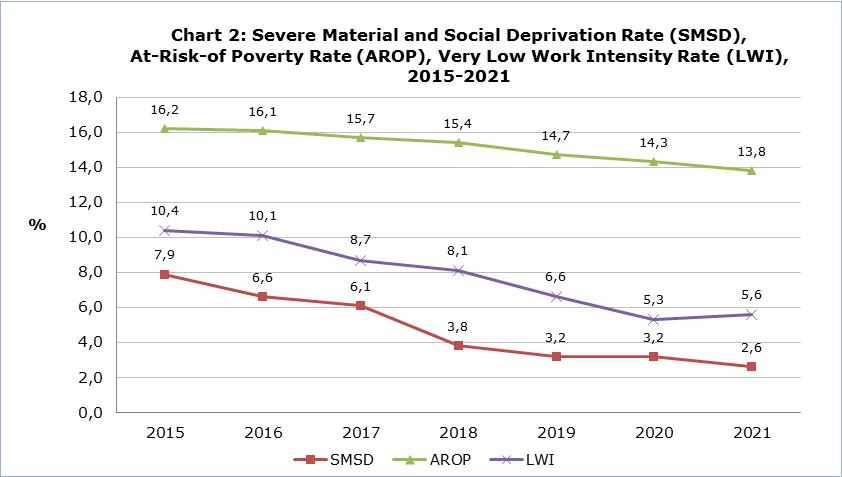 Chart 2: Severe Material and Social Deprivation Rate (SMSD),
At-Risk-of Poverty Rate (AROP), Very Low Work Intensity Rate (LWI),
2015-2021
%
18,0
16,0
14,0
12,0
10,0
8,0
6,0
4,0
2,0
0,0
16,2 16,1 15,7 15,4 14,7 14,3 13,8
10,4 10,1 8,7 8,1 6,6 5,3 5,6
7,9 6,6 6,1 3,8 3,2 3,2 2,6
2015 2016 2017 2018 2019 2020 2021
SMSD AROP LWI